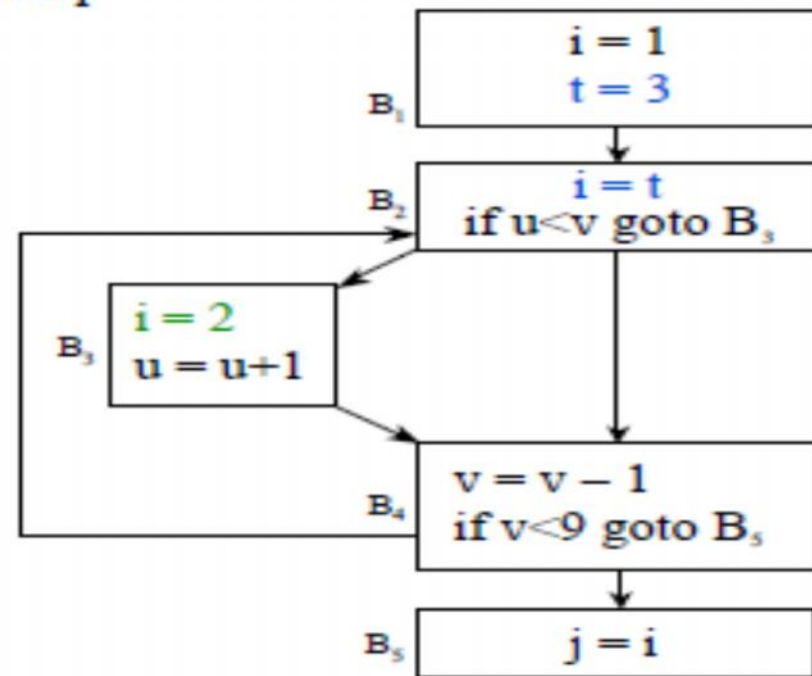 i = 1
t = 3
B₁
i = t
B₂
if u<v goto B₃
i = 2
B₃
u = u+1
v = v – 1
B₄
if v<9 goto B₅
B₅
j = i